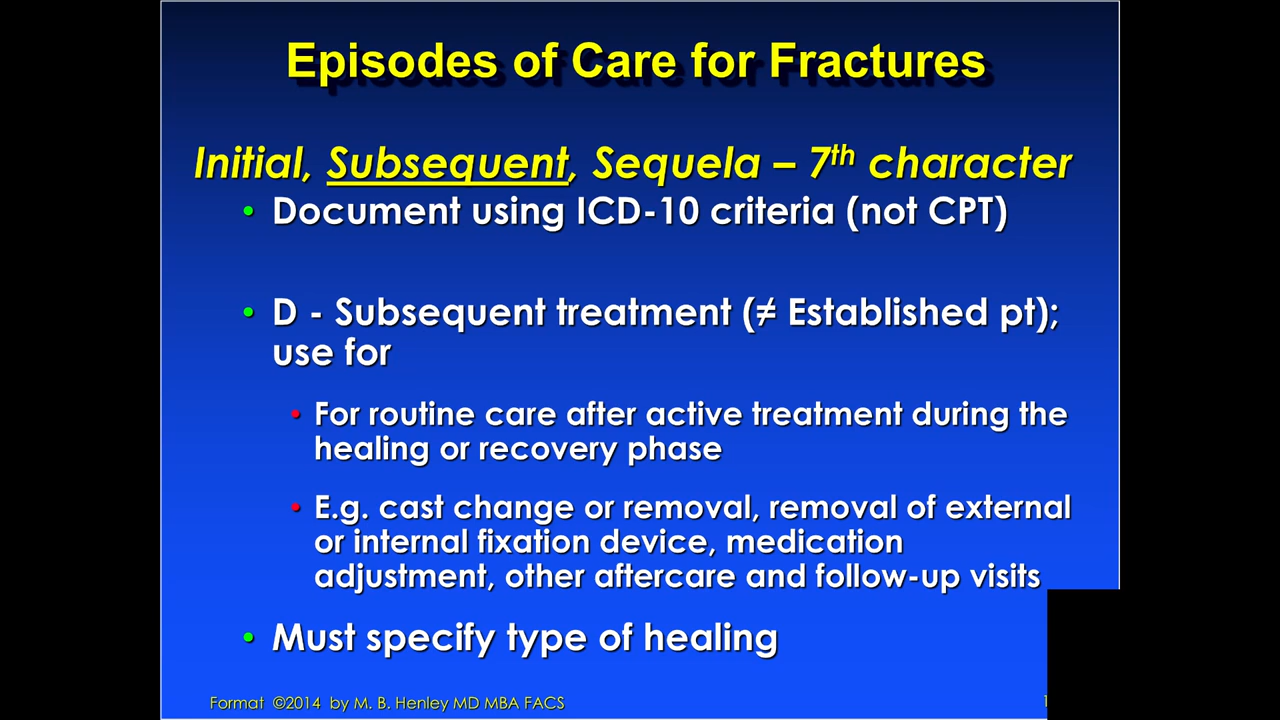 Episodes of Care for Fractures
Initial, Subsequent, Sequela – 7th character
• Document using ICD-10 criteria (not CPT)
• D - Subsequent treatment (≠ Established pt);
use for
• For routine care after active treatment during the
healing or recovery phase
• E.g. cast change or removal, removal of external
or internal fixation device, medication
adjustment, other aftercare and follow-up visits
• Must specify type of healing
Format ©2014 by M. B. Henley MD MBA FACS